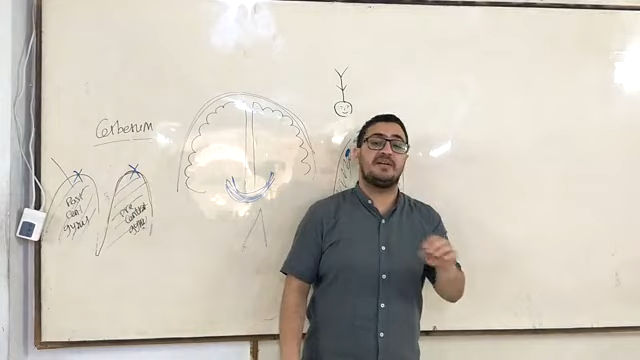 Cerberum
Post
cent
gyrus
Pre
central
gyrus